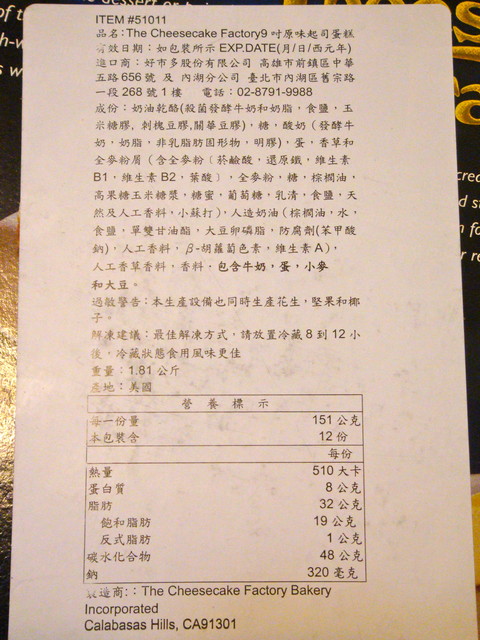 of the
h-w
s w
ITEM #51011
品名:The Cheesecake Factory9 吋原味起司蛋糕
有效日期:如包裝所示 EXP.DATE(月/日/西元年)
進口商:好市多股份有限公司 高雄市前鎮區中華
五路 656 號 及 內湖分公司 臺北市內湖區舊宗路
一段 268 號 1 樓 電話:02-8791-9988
成份:奶油乾酪(殺菌發酵牛奶和奶脂,食鹽,玉
米糖膠, 刺槐豆膠,關華豆膠),糖,酸奶(發酵牛
奶,奶脂,非乳脂肪固形物,明膠),蛋,香草和
全麥粉屑(含全麥粉〔菸鹼酸,還原鐵,維生素
B1,維生素 B2,葉酸〕,全麥粉,糖,棕櫚油,
高果糖玉米糖漿,糖蜜,葡萄糖,乳清,食鹽,天
然及人工香料,小蘇打),人造奶油(棕櫚油,水,
食鹽,單雙甘油酯,大豆卵磷脂,防腐劑(苯甲酸
鈉),人工香料,β-胡蘿蔔色素,維生素 A),
人工香草香料,香料。包含牛奶,蛋,小麥
和大豆。
過敏警告:本生產設備也同時生產花生,堅果和椰
子。
解凍建議:最佳解凍方式,請放置冷藏 8 到 12 小
後,冷藏狀態食用風味更佳
重量:1.81 公斤
產地:美國
營養標示
每一份量 151 公克
本包裝含 12 份
每份
熱量 510 大卡
蛋白質 8 公克
脂肪 32 公克
飽和脂肪 19 公克
反式脂肪 1 公克
碳水化合物 48 公克
鈉 320 毫克
製造商::The Cheesecake Factory Bakery
Incorporated
Calabasas Hills, CA91301